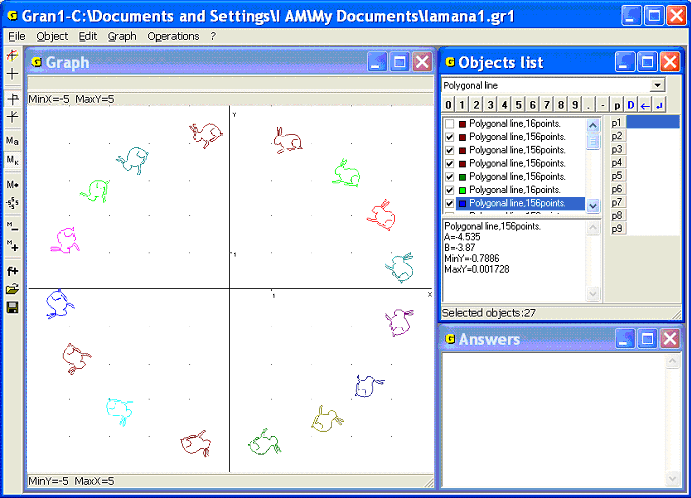 Gran1-C:\Documents and Settings\I AM\My Documents\lamana1.gr1
File Object Edit Graph Operations ?
Graph
MinX=-5 MaxY=5
Y
1
1
X
MinY=-5 MaxX=5
Objects list
Polygonal line
0 1 2 3 4 5 6 7 8 9 . - p D ← ↵
Polygonal line,16points.
Polygonal line,156points.
Polygonal line,156points.
Polygonal line,156points.
Polygonal line,156points.
Polygonal line,16points.
Polygonal line,156points.
p1
p2
p3
p4
p5
p6
p7
p8
p9
Polygonal line,156points.
A=-4.535
B=-3.87
MinY=-0.7886
MaxY=0.001728
Selected objects:27
Answers